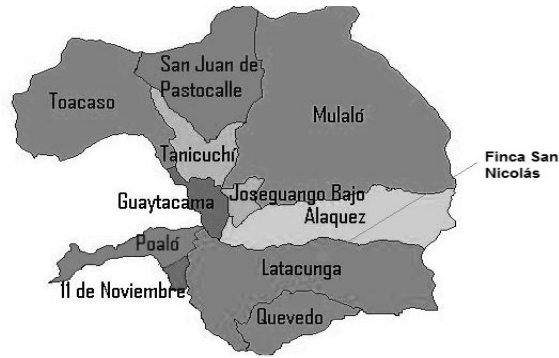 San Juan de
Pastocalle
Toacaso
Mulaló
Tanicuchí
Finca San
Nicolás
Joseguango Bajo
Guaytacama
Alaquez
Poaló
Latacunga
11 de Noviembre
Quevedo